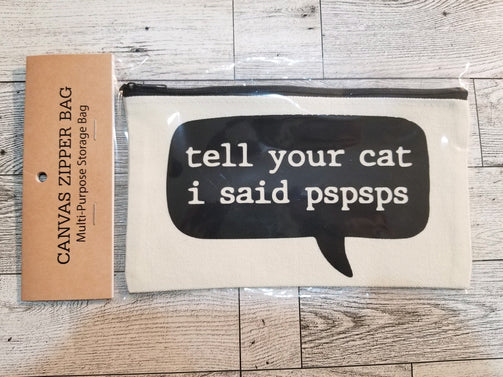 CANVAS ZIPPER BAG
Multi-Purpose Storage Bag
tell your cat
i said pspsps